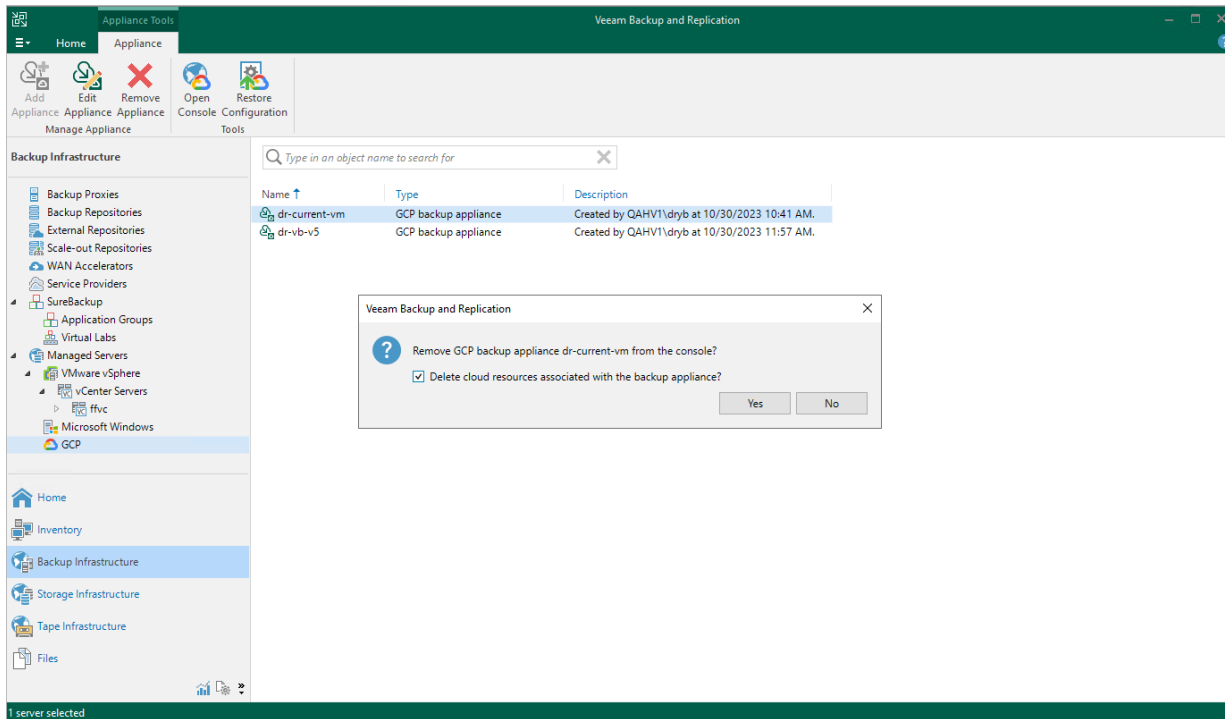 Appliance Tools
Veeam Backup and Replication
Home
Appliance
Add Appliance
Edit Appliance
Remove Appliance
Open Console
Restore Configuration
Manage Appliance
Tools
Backup Infrastructure
Type in an object name to search for
Backup Proxies
Backup Repositories
External Repositories
Scale-out Repositories
WAN Accelerators
Service Providers
SureBackup
Application Groups
Virtual Labs
Managed Servers
VMware vSphere
vCenter Servers
ffvc
Microsoft Windows
GCP
Name Type Description
dr-current-vm GCP backup appliance Created by QAHV1\dryb at 10/30/2023 10:41 AM.
dr-vb-v5 GCP backup appliance Created by QAHV1\dryb at 10/30/2023 11:57 AM.
Veeam Backup and Replication
Remove GCP backup appliance dr-current-vm from the console?
Delete cloud resources associated with the backup appliance?
Yes No
Home
Inventory
Backup Infrastructure
Storage Infrastructure
Tape Infrastructure
Files
1 server selected